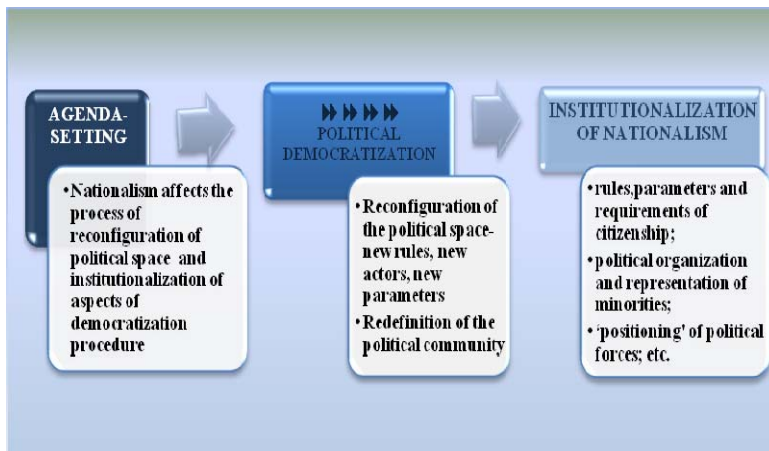 AGENDA-
SETTING
•Nationalism affects the
process of
reconfiguration of
political space and
institutionalization of
aspects of
democratization
procedure
POLITICAL
DEMOCRATIZATION
•Reconfiguration of
the political space-
new rules, new
actors, new
parameters
•Redefinition of the
political community
INSTITUTIONALIZATION
OF NATIONALISM
•rules,parameters and
requirements of
citizenship;
•political organization
and representation of
minorities;
•‘positioning' of political
forces; etc.